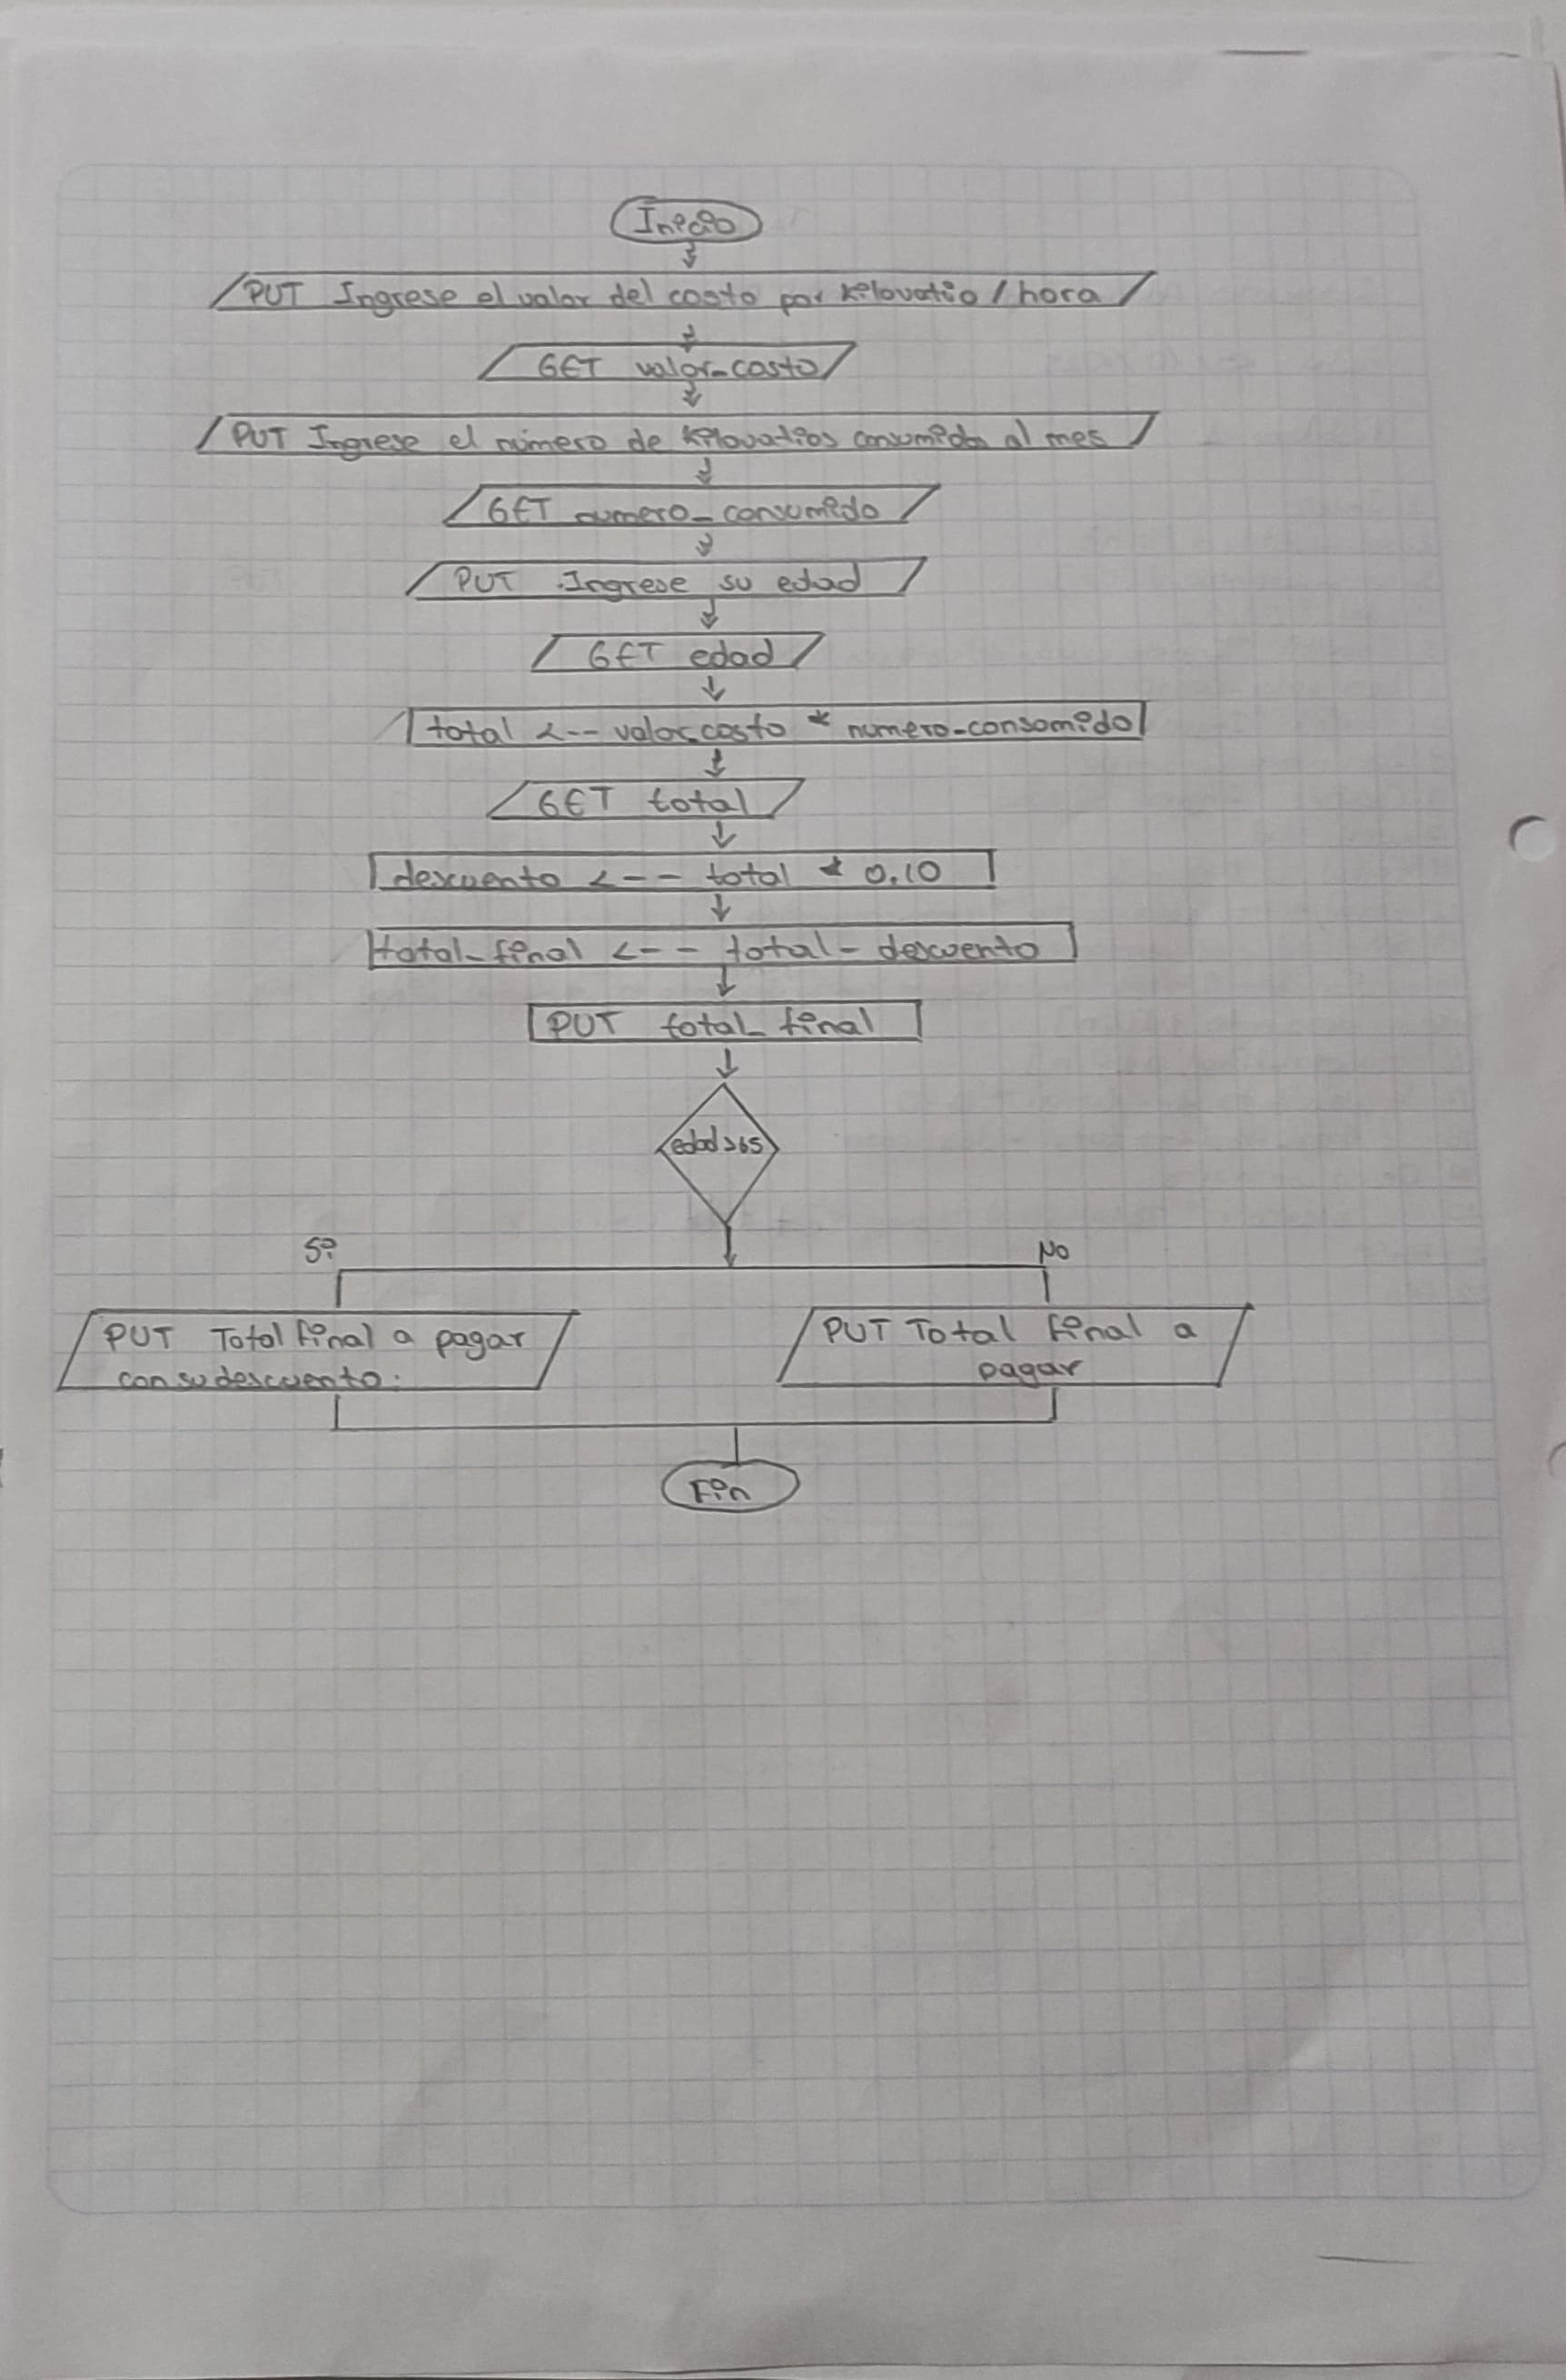 Inicio
PUT Ingrese el valor del costo por kilovatio / hora
GET valor_costo
PUT Ingrese el número de kilovatios consumido al mes
GET numero_consumido
PUT Ingrese su edad
GET edad
total <-- valor_costo * numero_consumido
GET total
descuento <-- total * 0.10
total_final <-- total - descuento
PUT total_final
edad>65
Si
No
PUT Total final a pagar
con su descuento:
PUT Total final a
pagar
Fin